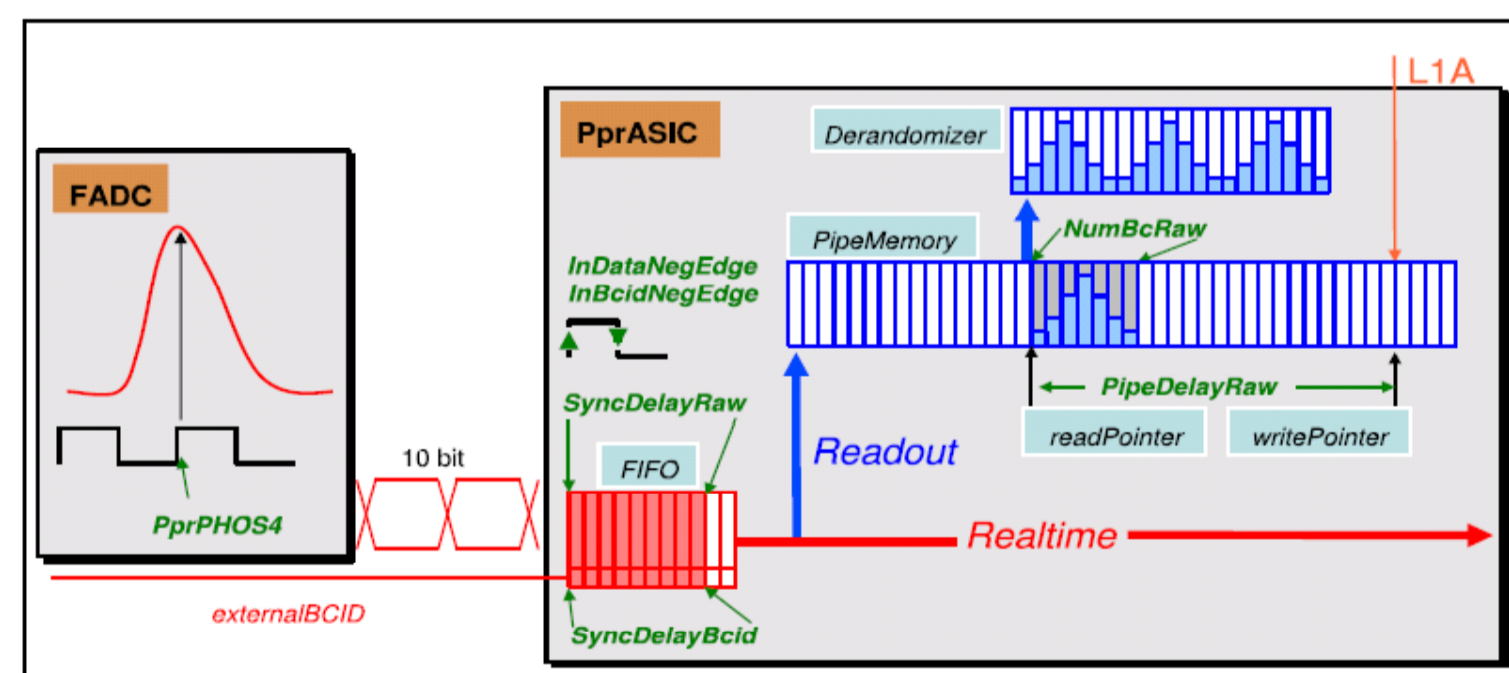 L1A
PprASIC
Derandomizer
FADC
NumBcRaw
PipeMemory
InDataNegEdge
InBcidNegEdge
PipeDelayRaw
SyncDelayRaw
readPointer
writePointer
Readout
10 bit
FIFO
PprPHOS4
Realtime
externalBCID
SyncDelayBcid